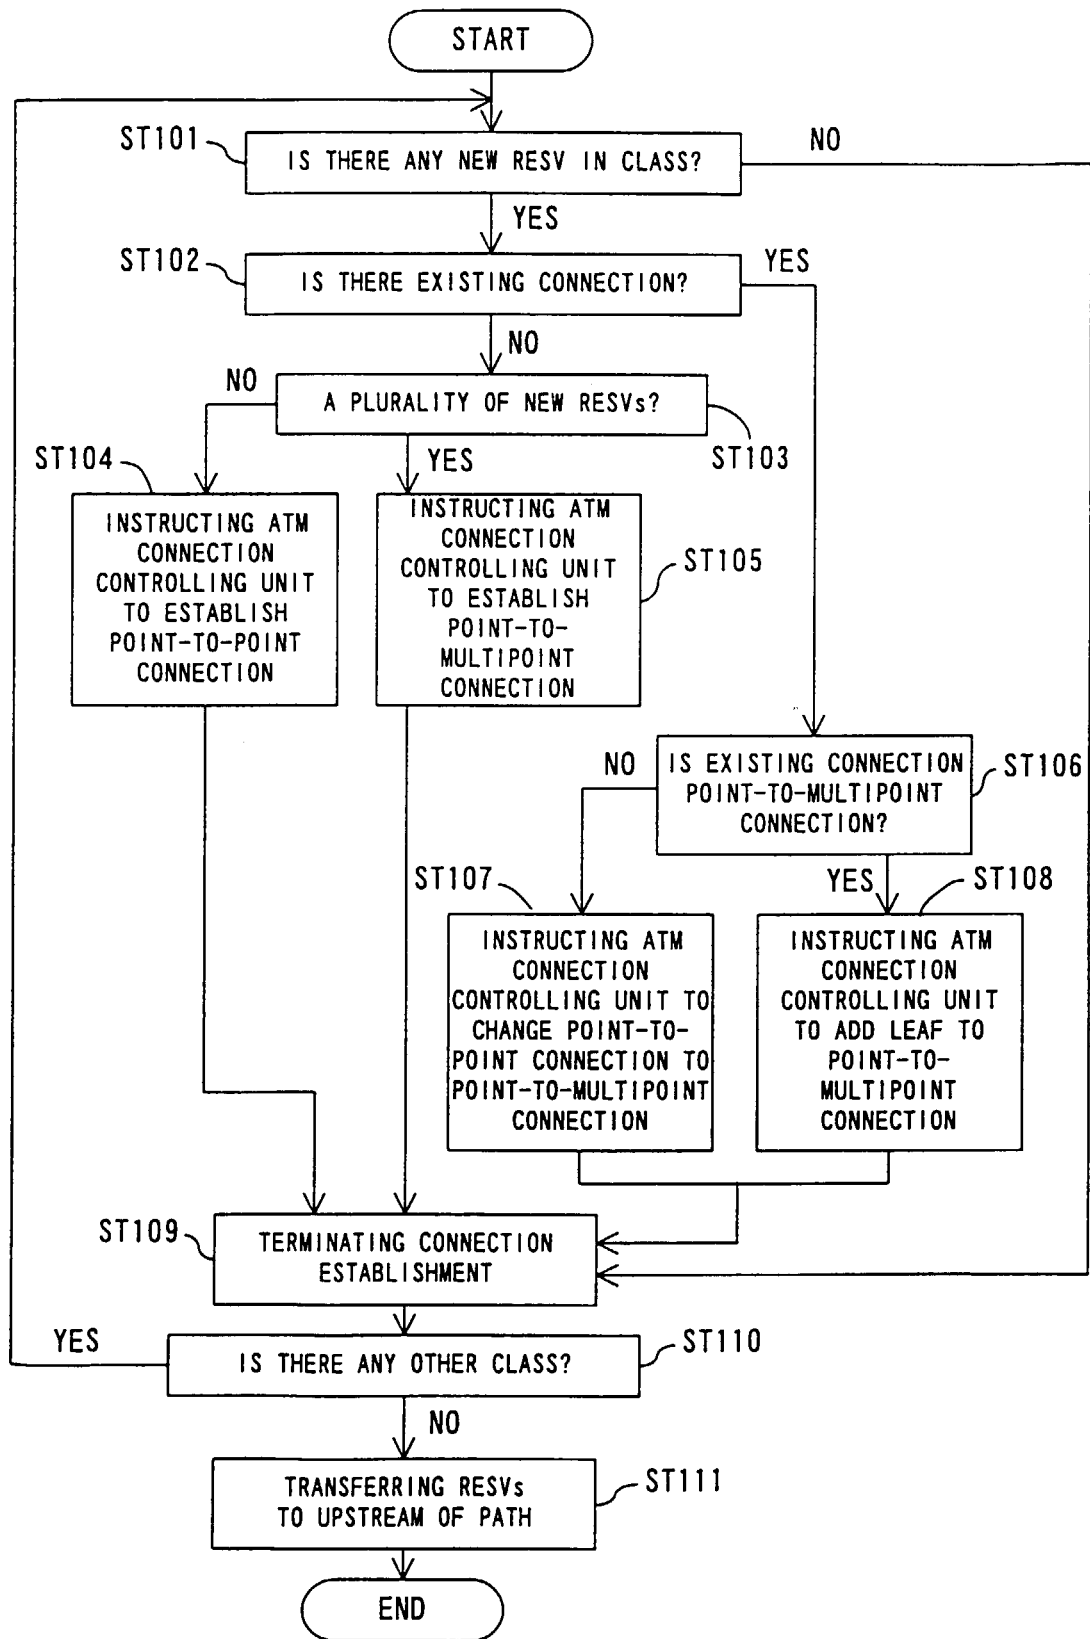 START
ST101
IS THERE ANY NEW RESV IN CLASS?
NO
YES
ST102
IS THERE EXISTING CONNECTION?
YES
NO
NO
A PLURALITY OF NEW RESVs?
ST103
YES
ST104
INSTRUCTING ATM
CONNECTION
CONTROLLING UNIT
TO ESTABLISH
POINT-TO-POINT
CONNECTION
INSTRUCTING ATM
CONNECTION
CONTROLLING UNIT
TO ESTABLISH
POINT-TO-
MULTIPOINT
CONNECTION
ST105
NO
IS EXISTING CONNECTION
POINT-TO-MULTIPOINT
CONNECTION?
ST106
YES
ST107
INSTRUCTING ATM
CONNECTION
CONTROLLING UNIT TO
CHANGE POINT-TO-
POINT CONNECTION TO
POINT-TO-MULTIPOINT
CONNECTION
ST108
INSTRUCTING ATM
CONNECTION
CONTROLLING UNIT
TO ADD LEAF TO
POINT-TO-
MULTIPOINT
CONNECTION
ST109
TERMINATING CONNECTION
ESTABLISHMENT
YES
IS THERE ANY OTHER CLASS?
ST110
NO
TRANSFERRING RESVs
TO UPSTREAM OF PATH
ST111
END